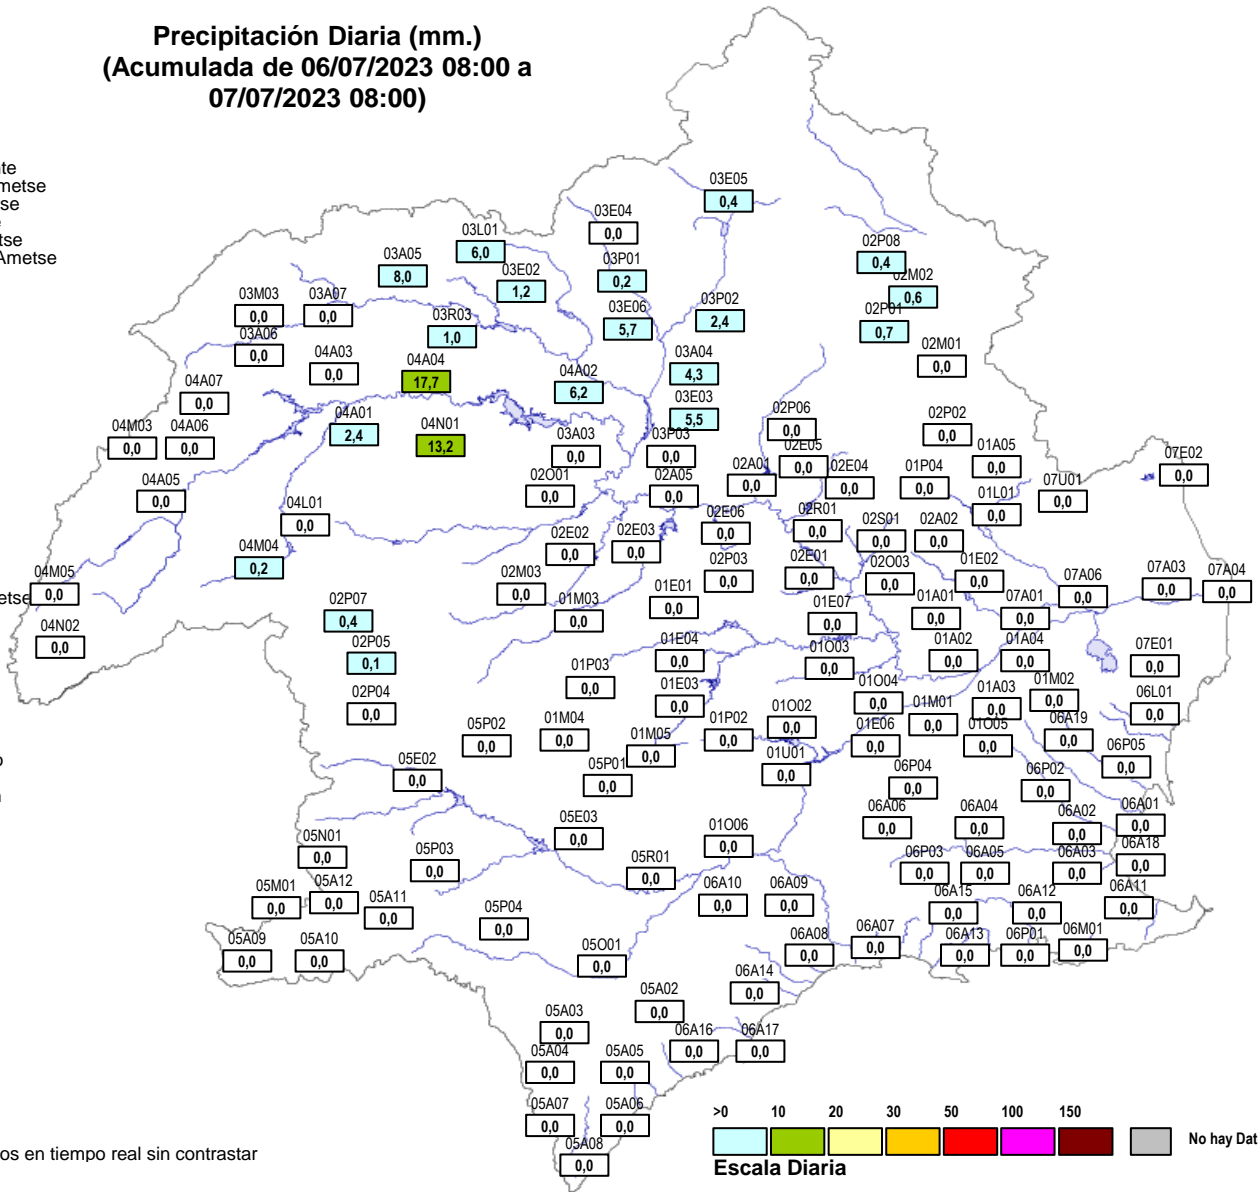 Precipitación Diaria (mm.)
(Acumulada de 06/07/2023 08:00 a
07/07/2023 08:00)
03E05
0,4
03E04
0,0
03L01
6,0
02P08
0,4
03A05
8,0
03P01
0,2
03E02
1,2
02M02
0,6
03M03
0,0
03A07
0,0
03P02
2,4
03E06
5,7
02P01
0,7
03R03
1,0
03A06
0,0
04A03
0,0
04A04
17,7
03A04
4,3
02M01
0,0
04A02
6,2
04A07
0,0
03E03
5,5
04A01
2,4
04N01
13,2
02P06
0,0
02P02
0,0
04M03
0,0
04A06
0,0
03A03
0,0
03P03
0,0
02E05
0,0
01A05
0,0
07E02
0,0
02A01
0,0
02E04
0,0
01P04
0,0
07U01
0,0
04A05
0,0
02O01
0,0
02A05
0,0
01L01
0,0
04L01
0,0
02E06
0,0
02R01
0,0
02S01
0,0
02A02
0,0
02E02
0,0
02E03
0,0
04M04
0,2
02P03
0,0
02E01
0,0
02O03
0,0
01E02
0,0
07A06
0,0
07A03
0,0
07A04
0,0
04M05
0,0
02M03
0,0
01M03
0,0
01E01
0,0
01E07
0,0
01A01
0,0
07A01
0,0
02P07
0,4
04N02
0,0
02P05
0,1
01E04
0,0
01O03
0,0
01A02
0,0
01A04
0,0
07E01
0,0
01P03
0,0
01E03
0,0
01O04
0,0
01A03
0,0
01M02
0,0
06L01
0,0
02P04
0,0
01M01
0,0
05P02
0,0
01M04
0,0
01M05
0,0
01P02
0,0
01O02
0,0
01E06
0,0
01O05
0,0
06A19
0,0
06P05
0,0
05E02
0,0
05P01
0,0
01U01
0,0
06P04
0,0
06P02
0,0
05E03
0,0
01O06
0,0
06A06
0,0
06A04
0,0
06A02
0,0
06A01
0,0
05N01
0,0
05P03
0,0
05R01
0,0
06P03
0,0
06A05
0,0
06A03
0,0
06A18
0,0
05M01
0,0
05A12
0,0
05A11
0,0
06A10
0,0
06A09
0,0
06A15
0,0
06A12
0,0
06A11
0,0
05P04
0,0
05A09
0,0
05A10
0,0
05O01
0,0
06A08
0,0
06A07
0,0
06A13
0,0
06P01
0,0
06M01
0,0
06A14
0,0
05A02
0,0
05A03
0,0
06A16
0,0
06A17
0,0
05A04
0,0
05A05
0,0
05A07
0,0
05A06
0,0
05A08
0,0
>0 10 20 30 50 100 150
No hay Dat
Escala Diaria
os en tiempo real sin contrastar